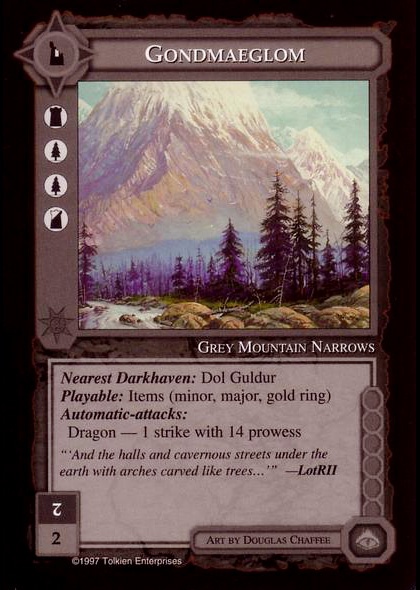 GONDMAEGLOM
GREY MOUNTAIN NARROWS
Nearest Darkhaven: Dol Guldur
Playable: Items (minor, major, gold ring)
Automatic-attacks:
Dragon — 1 strike with 14 prowess
“‘And the halls and cavernous streets under the
earth with arches carved like trees...’” —LotRII
2
2
ART BY DOUGLAS CHAFFEE
©1997 Tolkien Enterprises